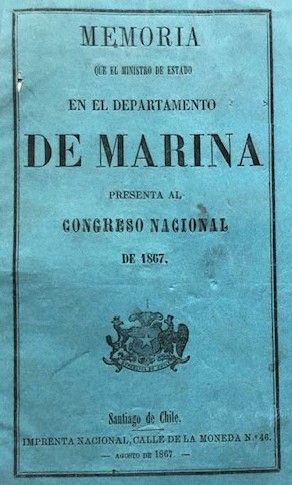 MEMORIA
QUE EL MINISTRO DE ESTADO
EN EL DEPARTAMENTO
DE MARINA
PRESENTA AL
CONGRESO NACIONAL
DE 1867.
Santiago de Chile.
IMPRENTA NACIONAL, CALLE DE LA MONEDA N.º 46.
— AGOSTO DE 1867. —